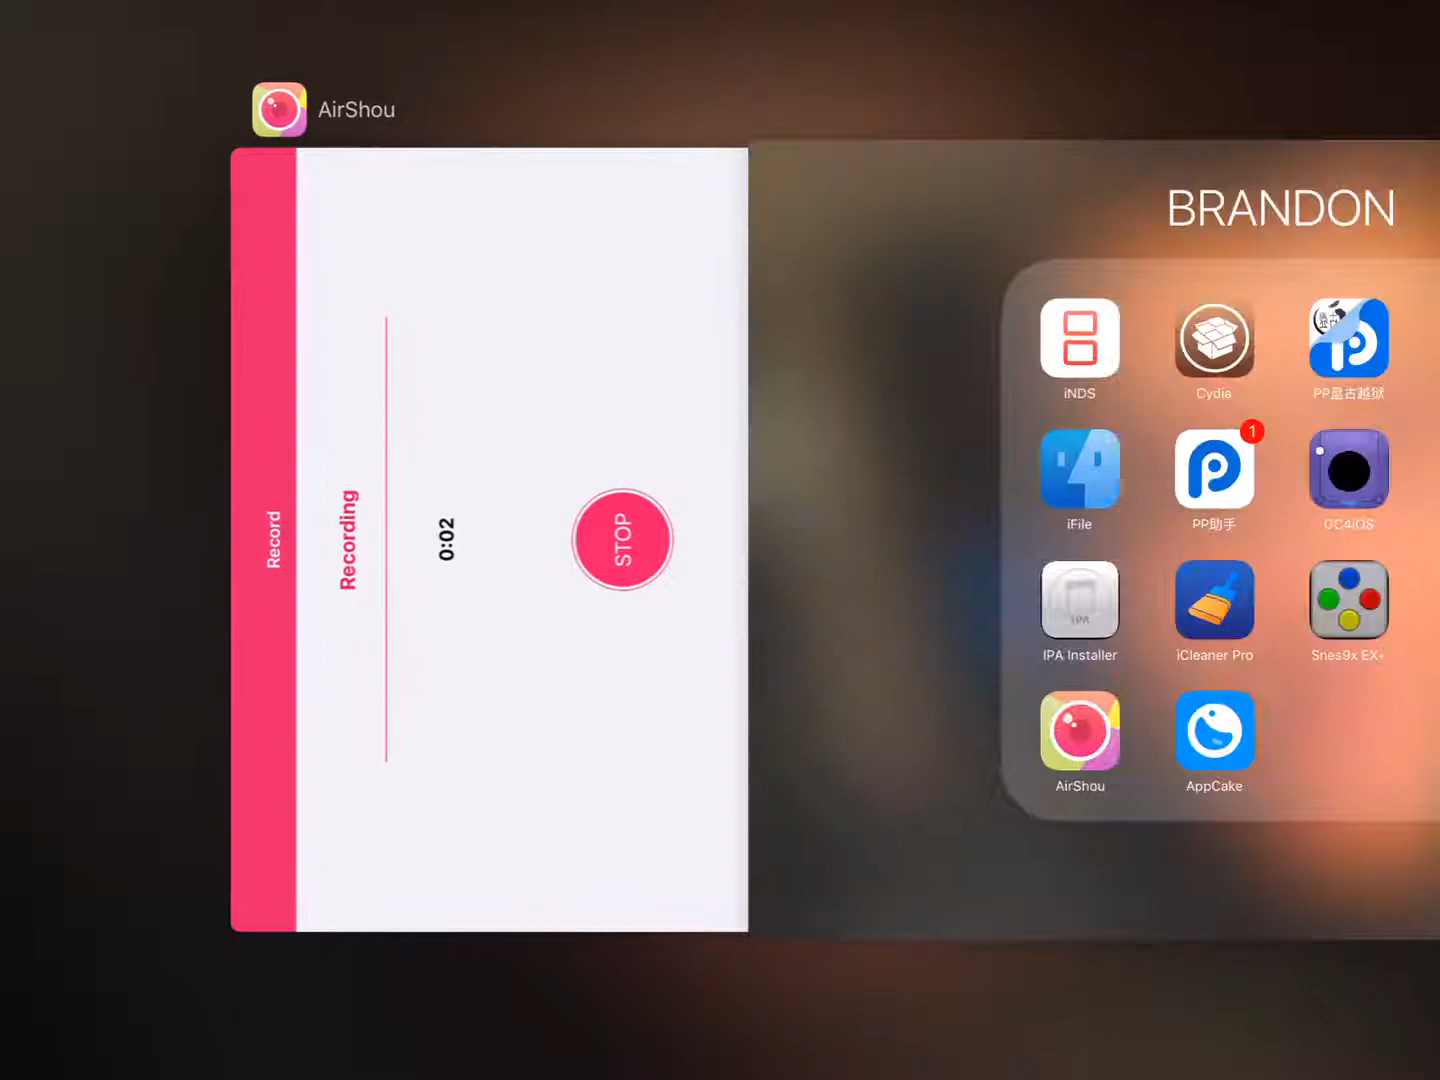 AirShou
Record
Recording
0:02
STOP
BRANDON
iNDS
Cydia
PP盘古越狱
iFile
1
PP助手
GC4iOS
IPA Installer
IPA
iCleaner Pro
Snes9x EX+
AirShou
AppCake